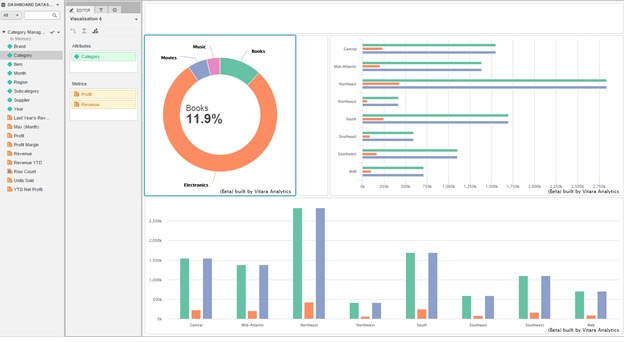 DASHBOARD DATAS...
All
Category Manag...
In Memory
Brand
Category
Item
Month
Region
Subcategory
Supplier
Year
Last Year's Rev...
Max (Month)
Profit
Profit Margin
Revenue
Revenue YTD
Row Count
Units Sold
YTD Net Profit
EDITOR
Visualization 4
Attributes
Category
Metrics
Profit
Revenue
Music
Movies
Books
Books
11.9%
Electronics
(Beta) built by Vitara Analytics
Central
Mid-Atlantic
Northeast
Northwest
South
Southeast
Southwest
Web
0k 250k 500k 750k 1,000k 1,250k 1,500k 1,750k 2,000k 2,250k 2,500k 2,750k
(Beta) built by Vitara Analytics
2,500k
2,000k
1,500k
1,000k
500k
0k
Central Mid-Atlantic Northeast Northwest South Southeast Southwest Web
(Beta) built by Vitara Analytics